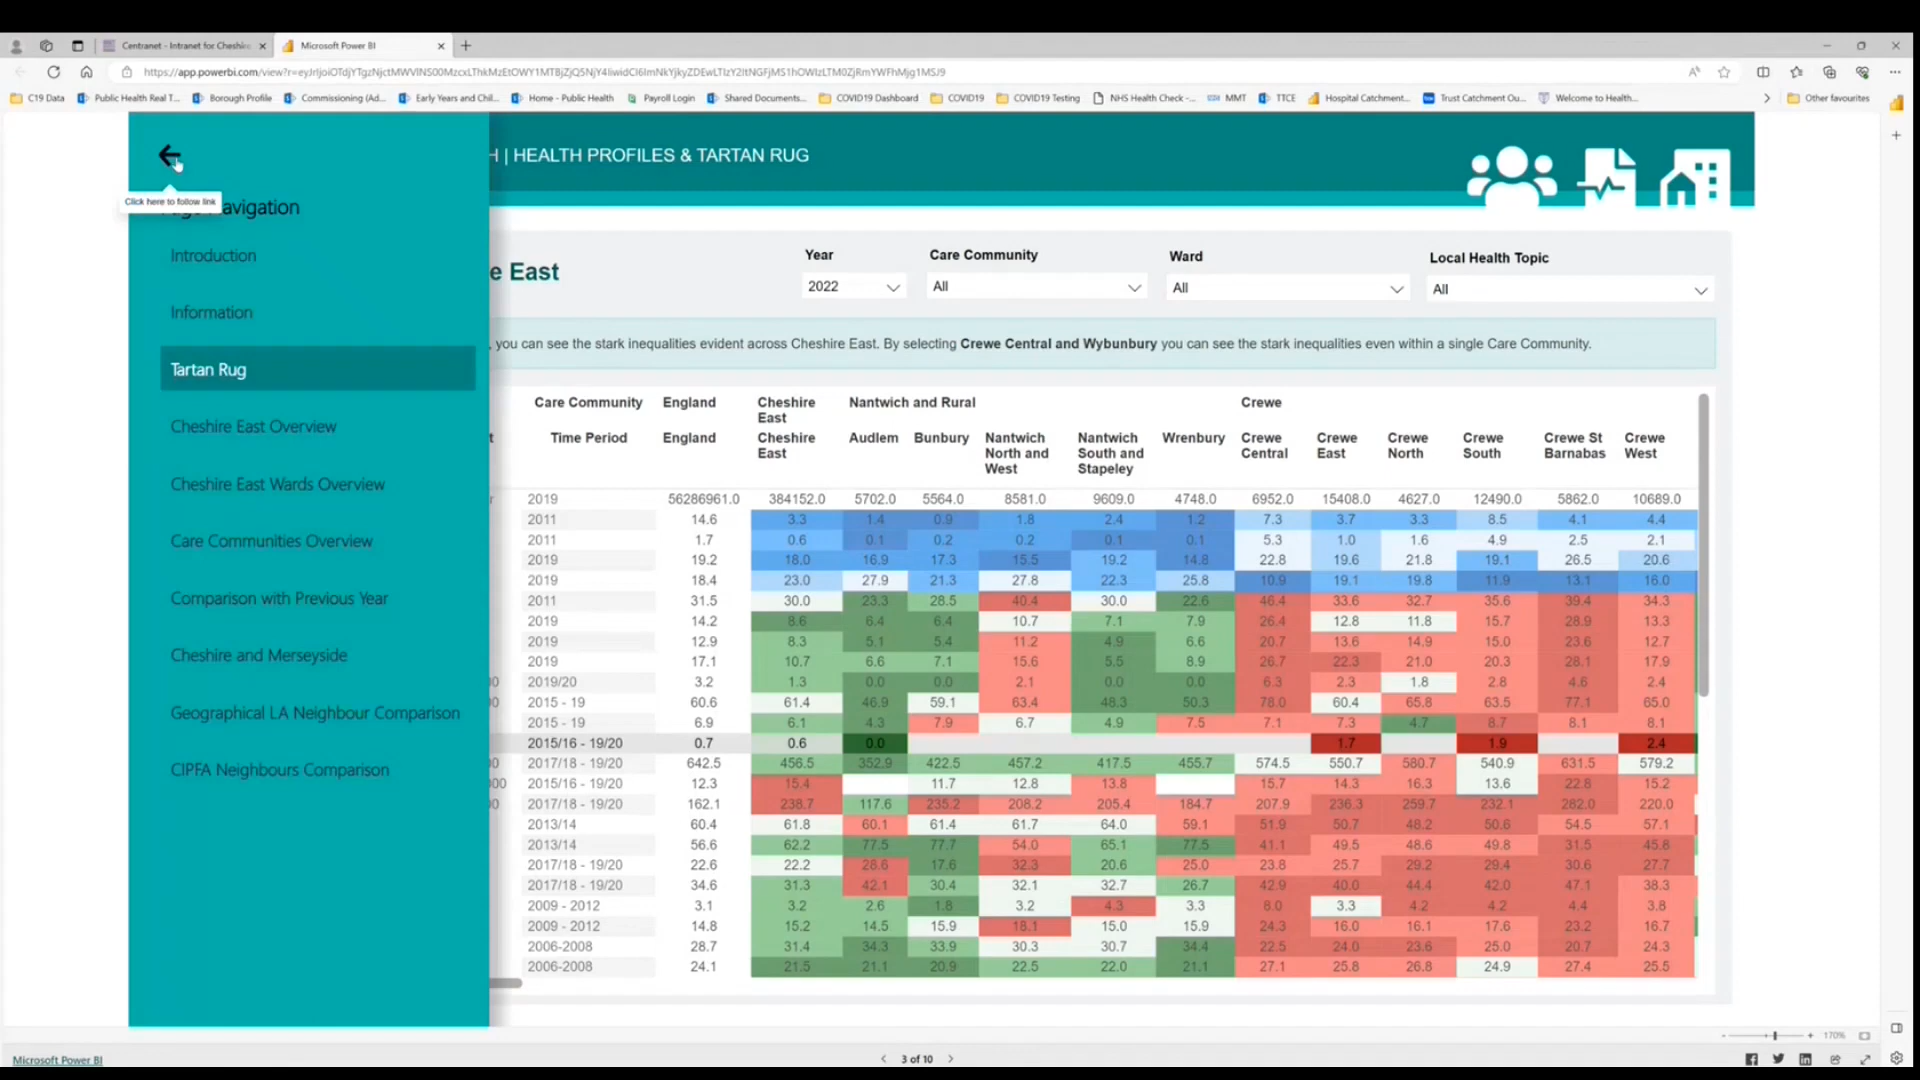 Centranet - Intranet for Cheshire
Microsoft Power BI
C19 Data
Public Health Real T...
Borough Profile
Commissioning (Ad...
Early Years and Chil...
Home - Public Health
Payroll Login
Shared Documents...
COVID19 Dashboard
COVID19
COVID19 Testing
NHS Health Check -...
MMT
TTCE
Hospital Catchment...
Trust Catchment Ou...
Welcome to Health...
Other favourites
H | HEALTH PROFILES & TARTAN RUG
Click here to follow link
avigation
Introduction
Information
Tartan Rug
Cheshire East Overview
Cheshire East Wards Overview
Care Communities Overview
Comparison with Previous Year
Cheshire and Merseyside
Geographical LA Neighbour Comparison
CIPFA Neighbours Comparison
e East
Year
2022
Care Community
All
Ward
All
Local Health Topic
All
, you can see the stark inequalities evident across Cheshire East. By selecting Crewe Central and Wybunbury you can see the stark inequalities even within a single Care Community.
Care Community England Cheshire East Nantwich and Rural Crewe
t Time Period England Cheshire East Audlem Bunbury Nantwich North and West Nantwich South and Stapeley Wrenbury Crewe Central Crewe East Crewe North Crewe South Crewe St Barnabas Crewe West
r 2019 56286961.0 384152.0 5702.0 5564.0 8581.0 9609.0 4748.0 6952.0 15408.0 4627.0 12490.0 5862.0 10689.0
2011 14.6 3.3 1.4 0.9 1.8 2.4 1.2 7.3 3.7 3.3 8.5 4.1 4.4
2011 1.7 0.6 0.1 0.2 0.2 0.1 0.1 5.3 1.0 1.6 4.9 2.5 2.1
2019 19.2 18.0 16.9 17.3 15.5 19.2 14.8 22.8 19.6 21.8 19.1 26.5 20.6
2019 18.4 23.0 27.9 21.3 27.8 22.3 25.8 10.9 19.1 19.8 11.9 13.1 16.0
2011 31.5 30.0 23.3 28.5 40.4 30.0 22.6 46.4 33.6 32.7 35.6 39.4 34.3
2019 14.2 8.6 6.4 6.4 10.7 7.1 7.9 26.4 12.8 11.8 15.7 28.9 13.3
2019 12.9 8.3 5.1 5.4 11.2 4.9 6.6 20.7 13.6 14.9 15.0 23.6 12.7
2019 17.1 10.7 6.6 7.1 15.6 5.5 8.9 26.7 22.3 21.0 20.3 28.1 17.9
00 2019/20 3.2 1.3 0.0 0.0 2.1 0.0 0.0 6.3 2.3 1.8 2.8 4.6 2.4
00 2015 - 19 60.6 61.4 46.9 59.1 63.4 48.3 50.3 78.0 60.4 65.8 63.5 77.1 65.0
2015 - 19 6.9 6.1 4.3 7.9 6.7 4.9 7.5 7.1 7.3 4.7 8.7 8.1 8.1
2015/16 - 19/20 0.7 0.6 0.0 1.7 1.9 2.4
00 2017/18 - 19/20 642.5 456.5 352.9 422.5 457.2 417.5 455.7 574.5 550.7 580.7 540.9 631.5 579.2
000 2015/16 - 19/20 12.3 15.4 11.7 12.8 13.8 15.7 14.3 16.3 13.6 22.8 15.2
00 2017/18 - 19/20 162.1 238.7 117.6 235.2 208.2 205.4 184.7 207.9 236.3 259.7 232.1 282.0 220.0
2013/14 60.4 61.8 60.1 61.4 61.7 64.0 59.1 51.9 50.7 48.2 50.6 54.5 57.1
2013/14 56.6 62.2 77.5 77.7 54.0 65.1 77.5 41.1 49.5 48.6 49.8 31.5 45.8
2017/18 - 19/20 22.6 22.2 28.6 17.6 32.3 20.6 25.0 23.8 25.7 29.2 29.4 30.6 27.7
2017/18 - 19/20 34.6 31.3 42.1 30.4 32.1 32.7 26.7 42.9 40.0 44.4 42.0 47.1 38.3
2009 - 2012 3.1 3.2 2.6 1.8 3.2 4.3 3.3 8.0 3.3 4.2 4.2 4.4 3.8
2009 - 2012 14.8 15.2 14.5 15.9 18.1 15.0 15.9 24.3 16.0 16.1 17.6 23.2 16.7
2006-2008 28.7 31.4 34.3 33.9 30.3 30.7 34.4 22.5 24.0 23.6 25.0 20.7 24.3
2006-2008 24.1 21.5 21.1 20.9 22.5 22.0 21.1 27.1 25.8 26.8 24.9 27.4 25.5
170%
Microsoft Power BI
3 of 10